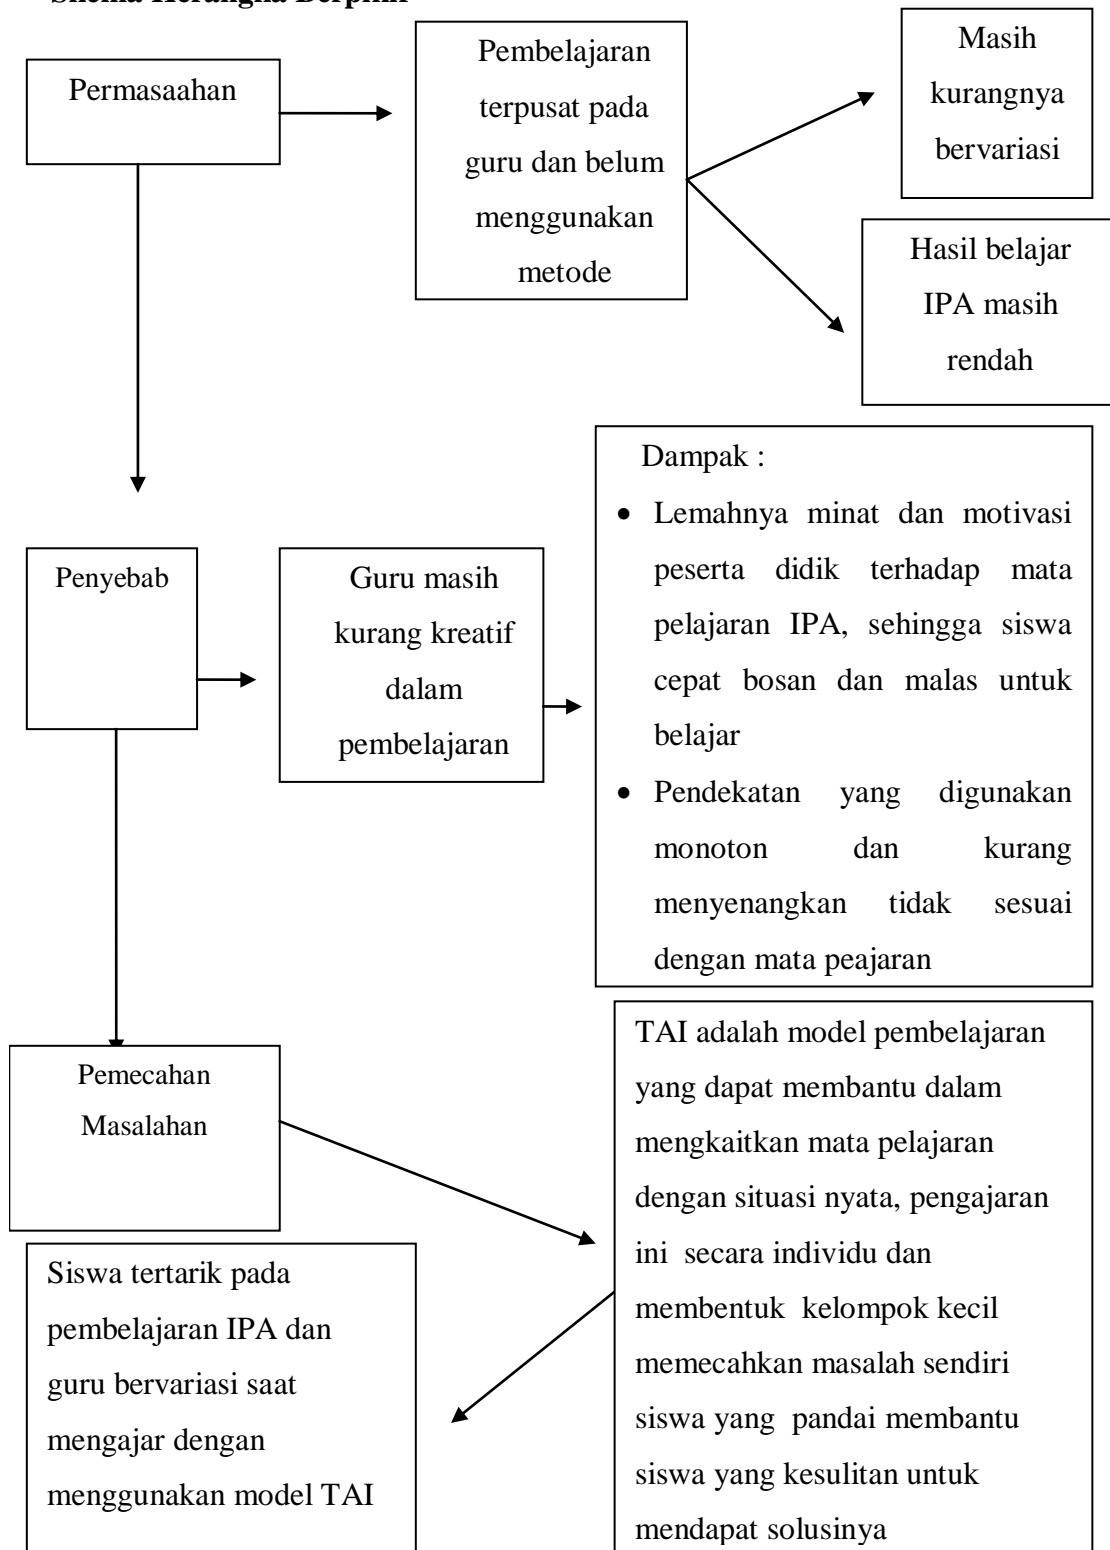 Skema Kerangka Berpikir
Permasaahan
Pembelajaran
terpusat pada
guru dan belum
menggunakan
metode
Masih
kurangnya
bervariasi
Hasil belajar
IPA masih
rendah
Penyebab
Guru masih
kurang kreatif
dalam
pembelajaran
Dampak :
• Lemahnya minat dan motivasi
peserta didik terhadap mata
pelajaran IPA, sehingga siswa
cepat bosan dan malas untuk
belajar
• Pendekatan yang digunakan
monoton dan kurang
menyenangkan tidak sesuai
dengan mata peajaran
Pemecahan
Masalahan
TAI adalah model pembelajaran
yang dapat membantu dalam
mengkaitkan mata pelajaran
dengan situasi nyata, pengajaran
ini secara individu dan
membentuk kelompok kecil
memecahkan masalah sendiri
siswa yang pandai membantu
siswa yang kesulitan untuk
mendapat solusinya
Siswa tertarik pada
pembelajaran IPA dan
guru bervariasi saat
mengajar dengan
menggunakan model TAI